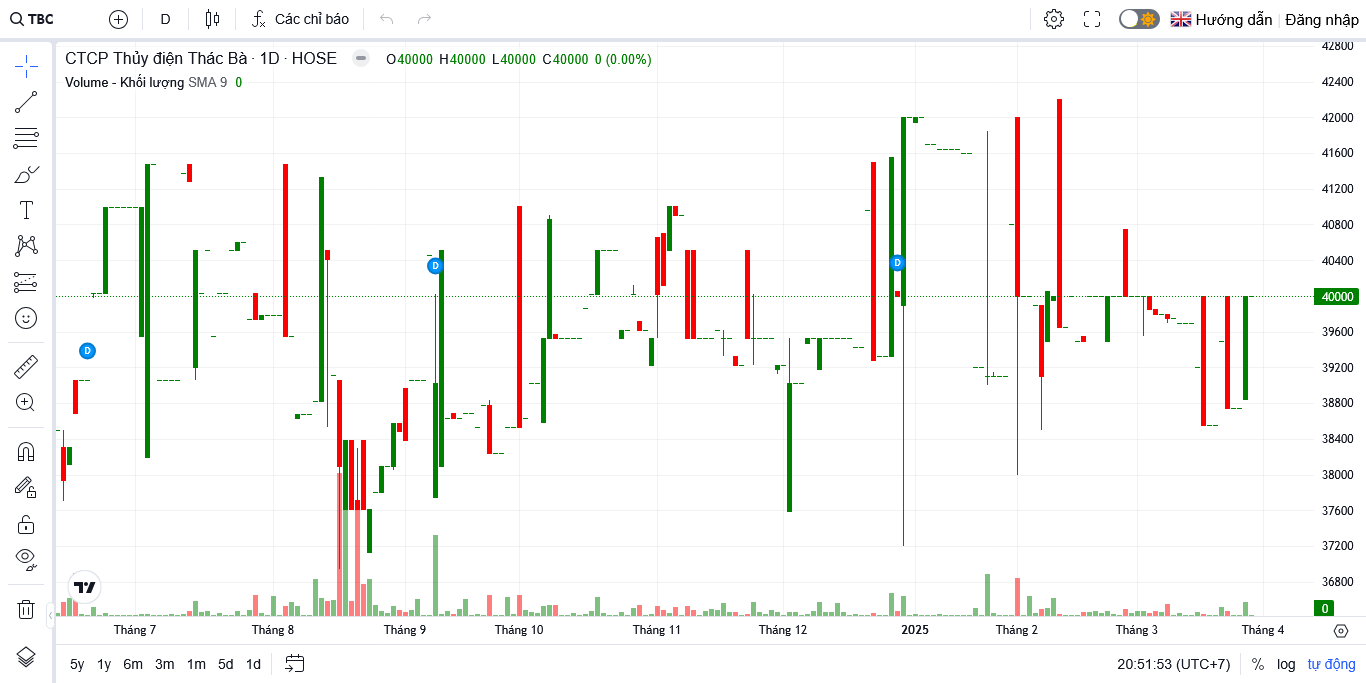 TBC D Các chỉ báo Hướng dẫn Đăng nhập
CTCP Thủy điện Thác Bà · 1D · HOSE O40000 H40000 L40000 C40000 0 (0.00%)
Volume - Khối lượng SMA 9 0
42800
42400
42000
41600
41200
40800
40400
40000
39600
39200
38800
38400
38000
37600
37200
36800
0
D
D
D
Tháng 7 Tháng 8 Tháng 9 Tháng 10 Tháng 11 Tháng 12 2025 Tháng 2 Tháng 3 Tháng 4
5y 1y 6m 3m 1m 5d 1d 20:51:53 (UTC+7) % log tự động